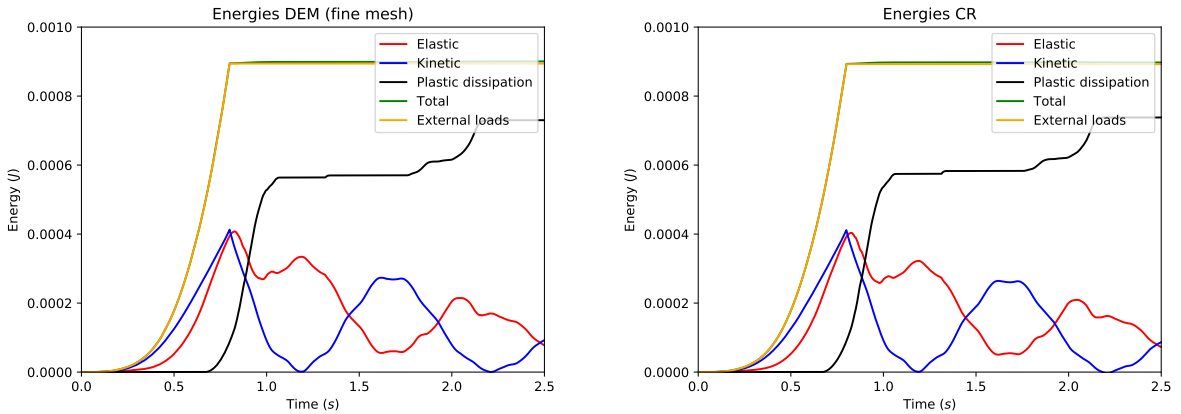 Energies DEM (fine mesh)
Energy (J)
0.0010
0.0008
0.0006
0.0004
0.0002
0.0000
Elastic
Kinetic
Plastic dissipation
Total
External loads
0.0 0.5 1.0 1.5 2.0 2.5
Time (s)
Energies CR
Energy (J)
0.0010
0.0008
0.0006
0.0004
0.0002
0.0000
Elastic
Kinetic
Plastic dissipation
Total
External loads
0.0 0.5 1.0 1.5 2.0 2.5
Time (s)